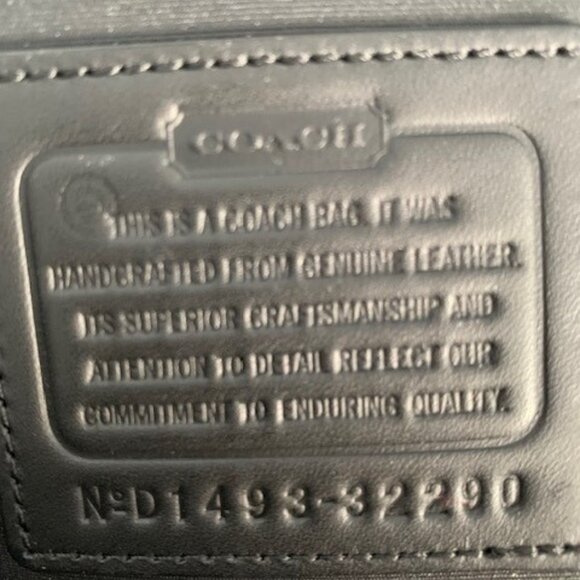 COACH
THIS IS A COACH BAG. IT WAS
HANDCRAFTED FROM GENUINE LEATHER.
ITS SUPERIOR CRAFTSMANSHIP AND
ATTENTION TO DETAIL REFLECT OUR
COMMITMENT TO ENDURING QUALITY.
NºD1493-32290